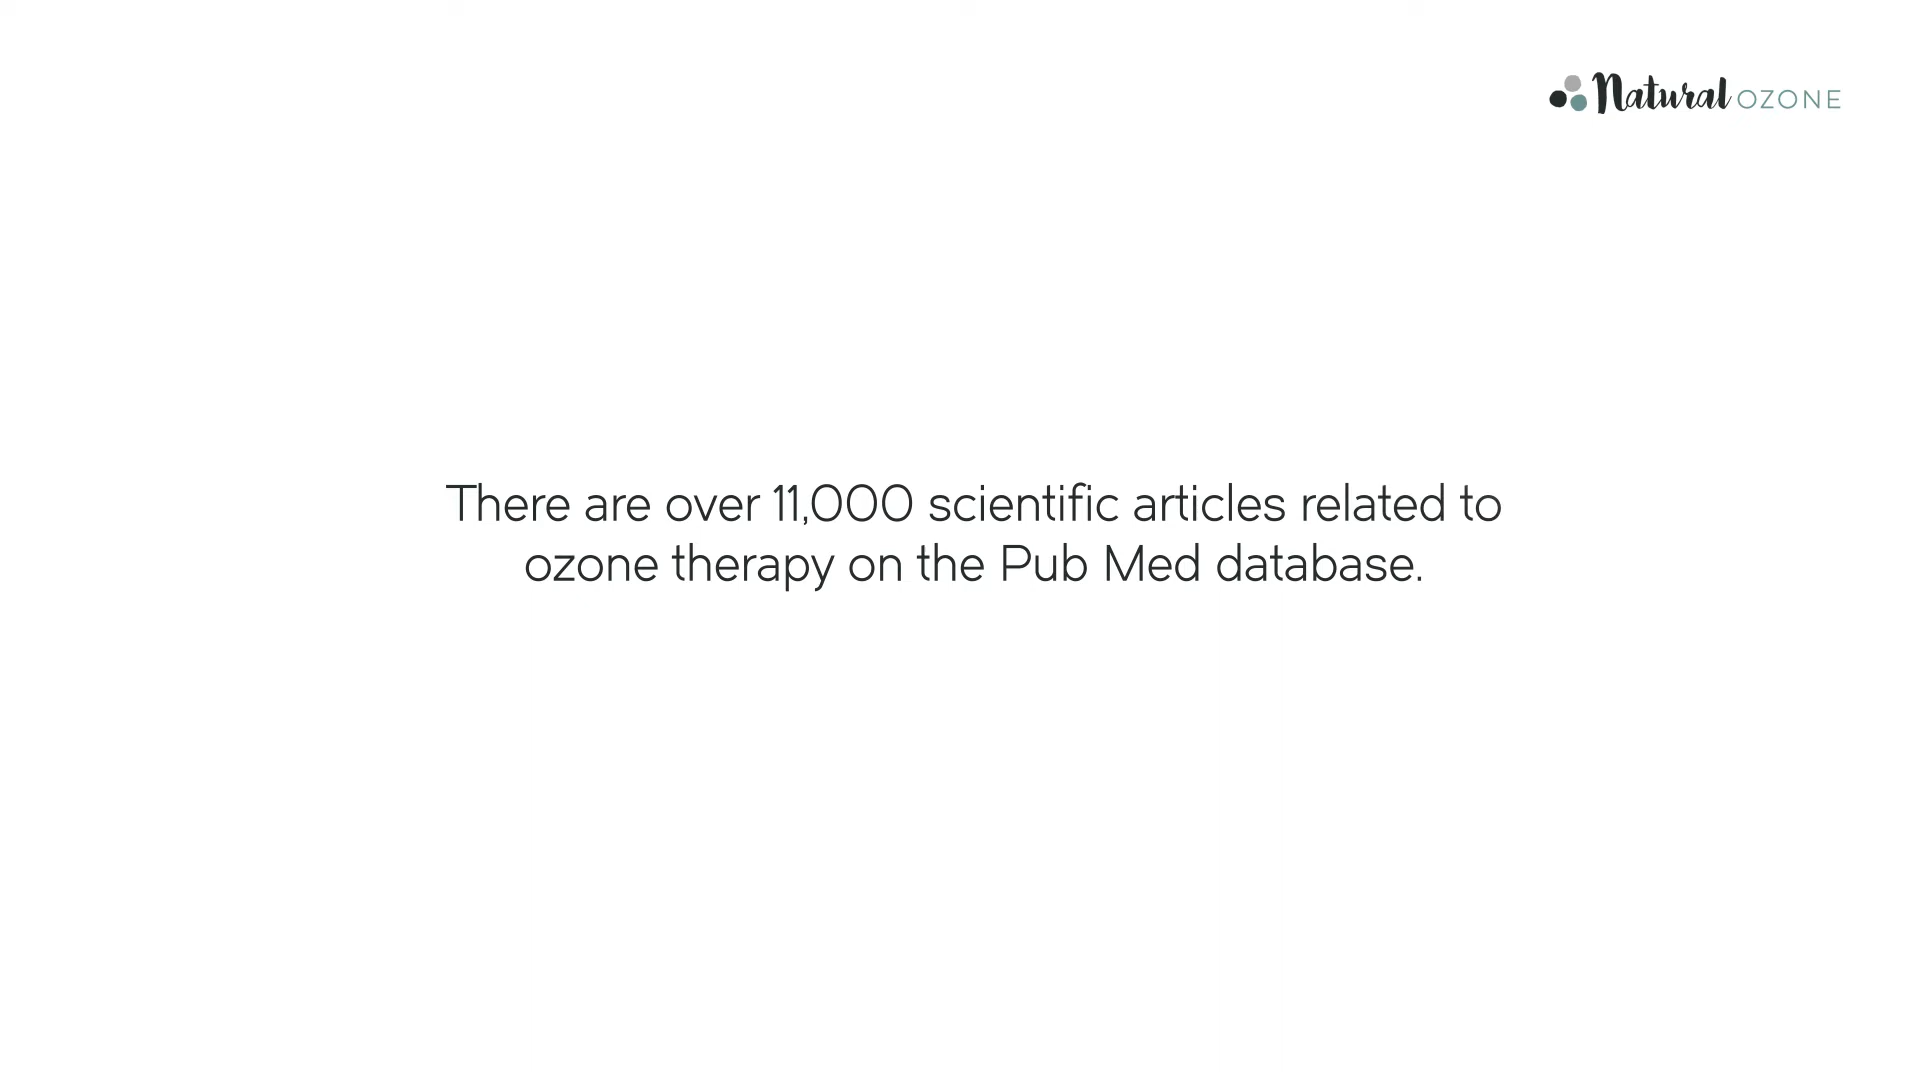 Natural OZONE
There are over 11,000 scientific articles related to
ozone therapy on the Pub Med database.